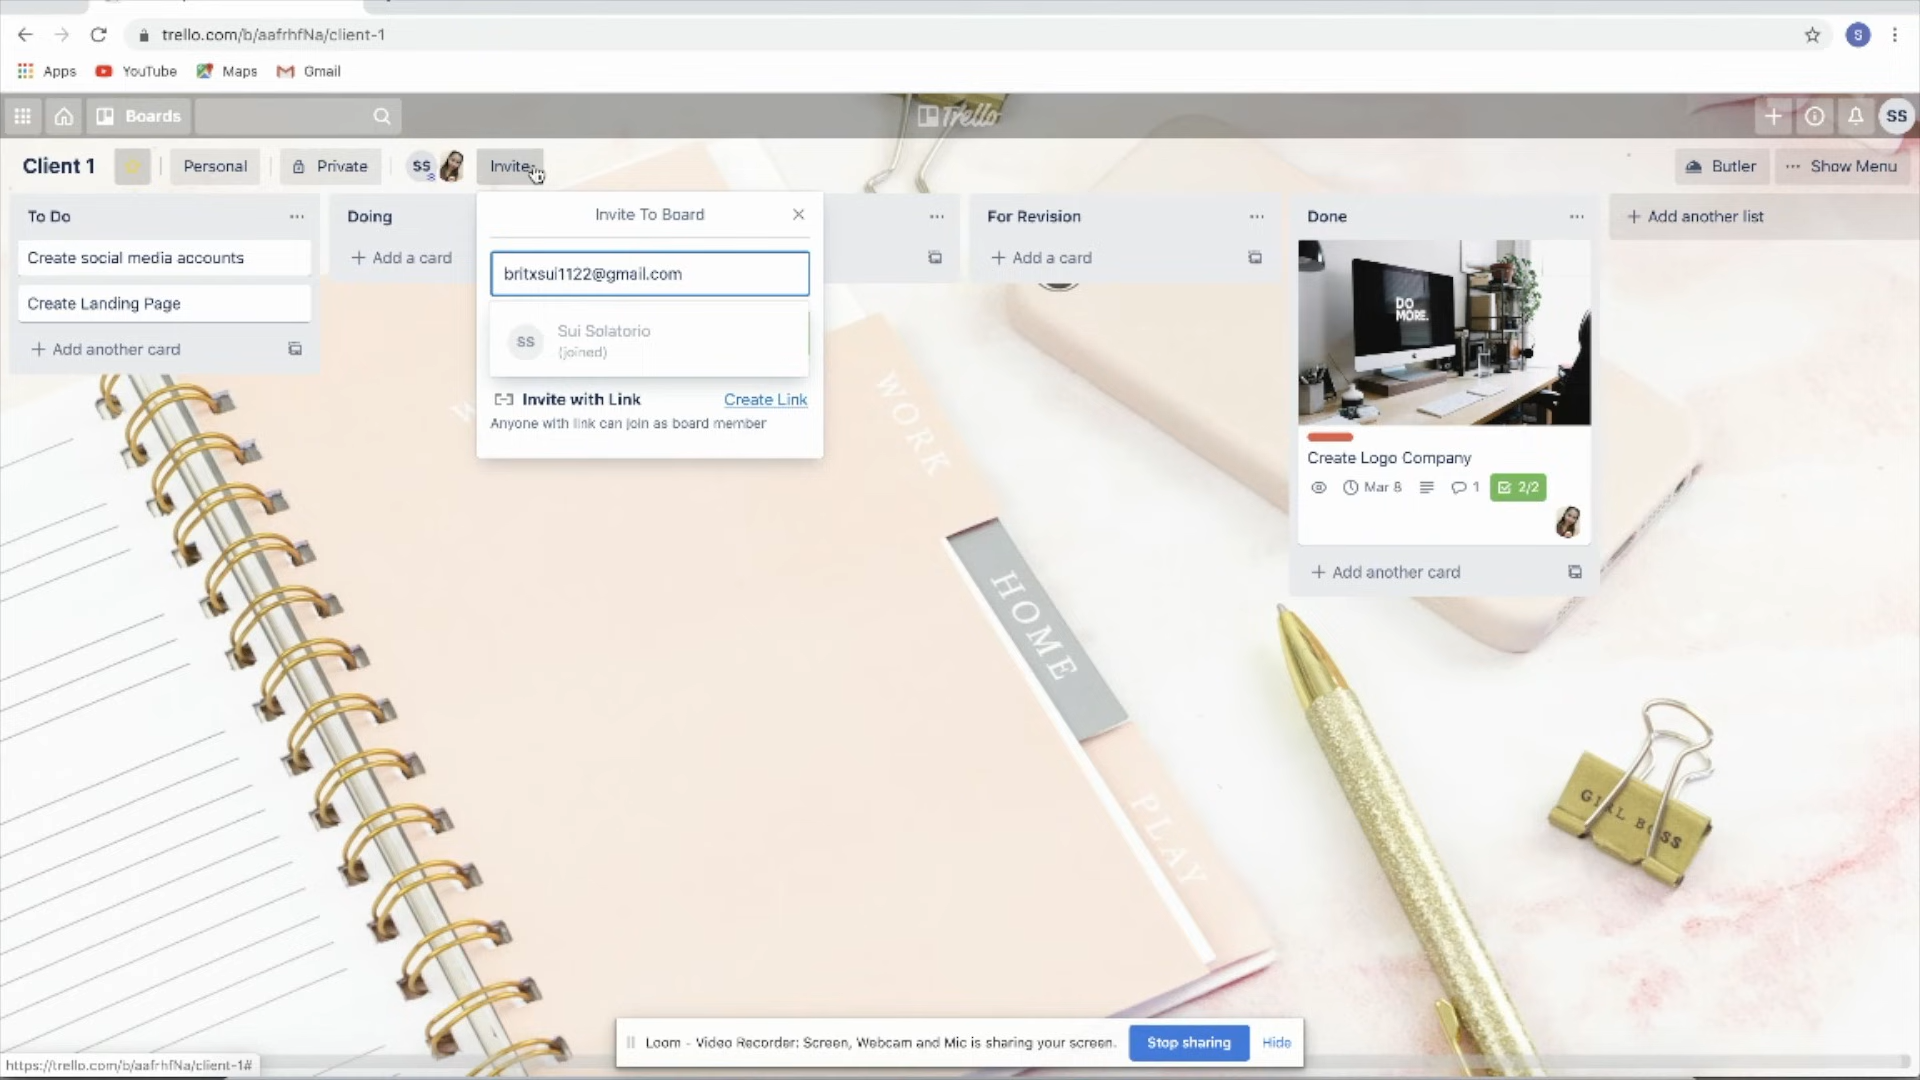 trello.com/b/aafrhfNa/client-1
S
Apps
YouTube
Maps
Gmail
Boards
Trello
SS
Client 1
Personal
Private
SS
Invite
Butler
... Show Menu
To Do
Create social media accounts
Create Landing Page
+ Add another card
Doing
+ Add a card
Invite To Board
britxsui1122@gmail.com
SS
Sui Solatorio
(joined)
Invite with Link
Create Link
Anyone with link can join as board member
For Revision
+ Add a card
Done
DO
MORE.
Create Logo Company
Mar 8
1
2/2
+ Add another card
+ Add another list
WORK
HOME
PLAY
GIRL BOSS
Loom - Video Recorder: Screen, Webcam and Mic is sharing your screen.
Stop sharing
Hide
https://trello.com/b/aafrhfNa/client-1#